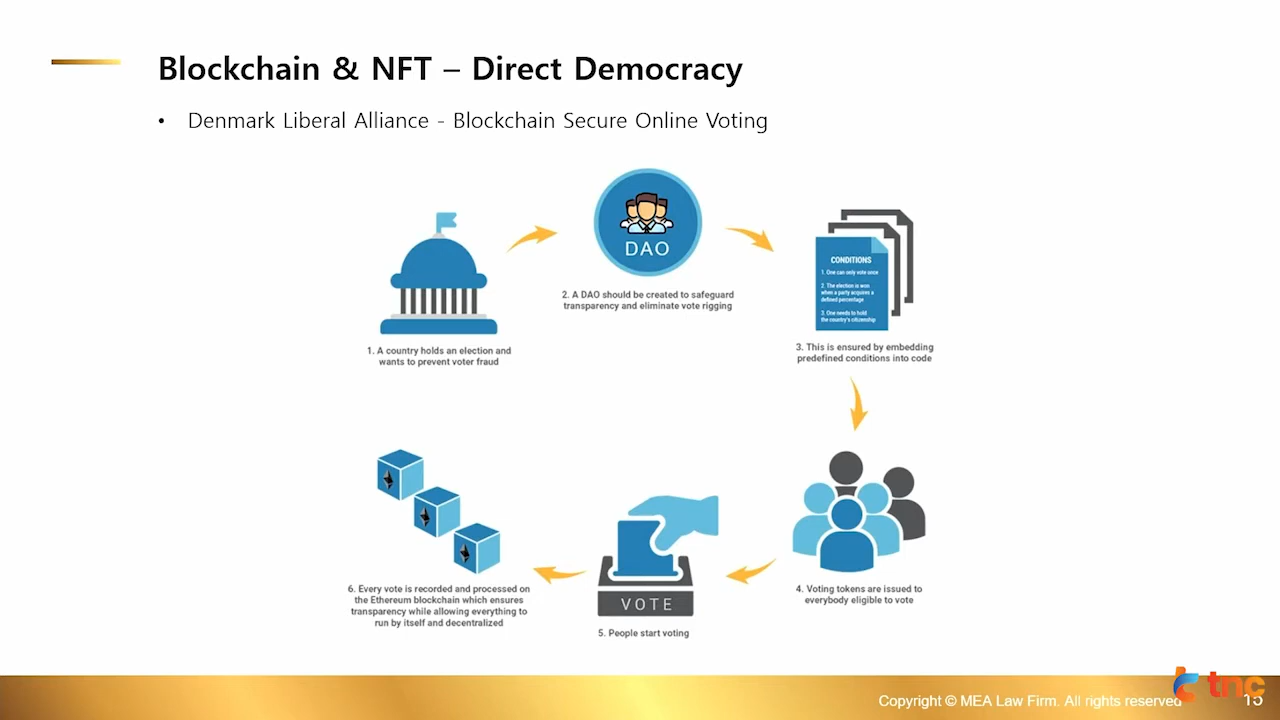 Blockchain & NFT – Direct Democracy
• Denmark Liberal Alliance - Blockchain Secure Online Voting
DAO
2. A DAO should be created to safeguard
transparency and eliminate vote rigging
CONDITIONS
1. One can only vote once
2. The election is won
when a party acquires a
defined percentage
3. One needs to hold
the country's citizenship
1. A country holds an election and
wants to prevent voter fraud
3. This is ensured by embedding
predefined conditions into code
4. Voting tokens are issued to
everybody eligible to vote
VOTE
5. People start voting
6. Every vote is recorded and processed on
the Ethereum blockchain which ensures
transparency while allowing everything to
run by itself and decentralized
Copyright © MEA Law Firm. All rights reserved
tnc
15